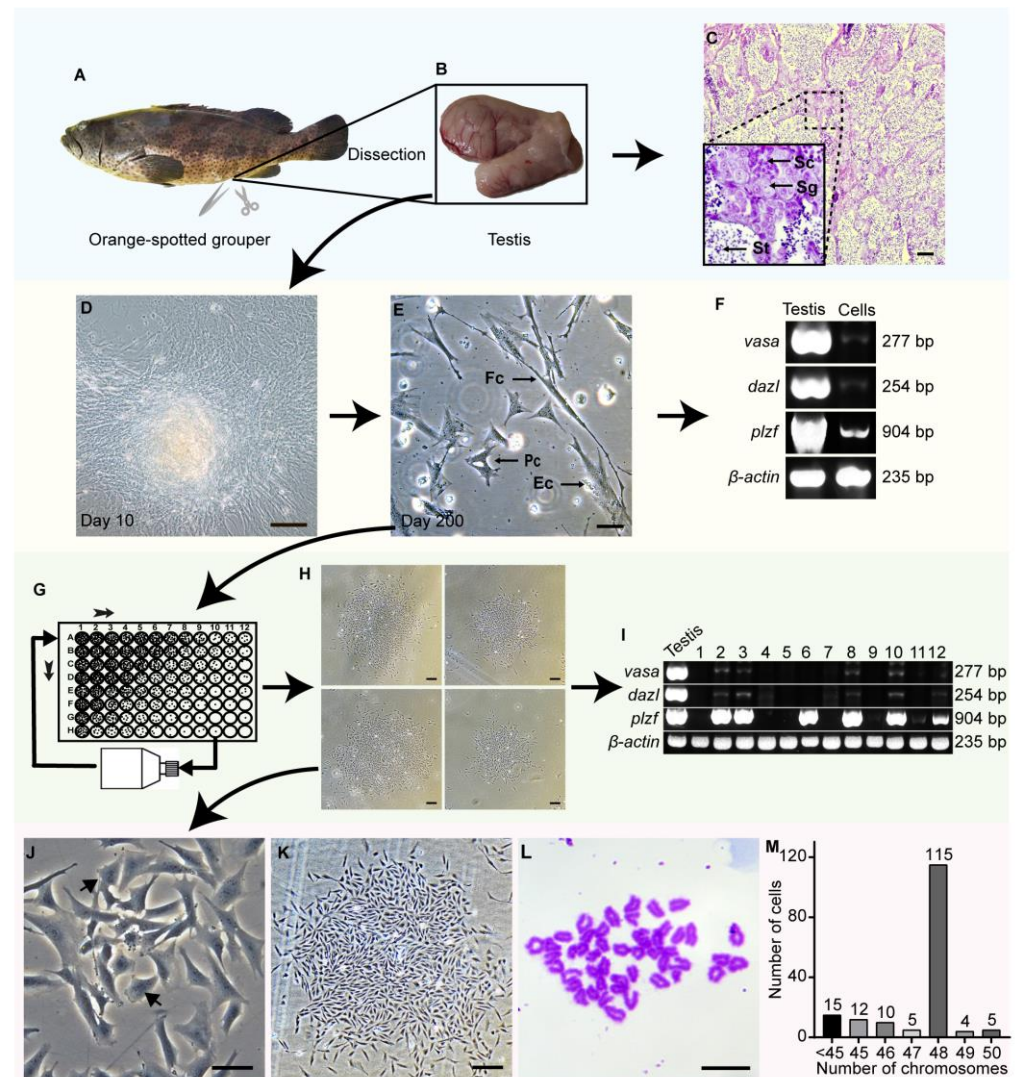 A
B
C
Dissection
Orange-spotted grouper
Testis
Sc
Sg
St
D
Day 10
E
Fc
Pc
Ec
Day 200
F
Testis Cells
vasa 277 bp
dazl 254 bp
plzf 904 bp
β-actin 235 bp
G
1 2 3 4 5 6 7 8 9 10 11 12
A
B
C
D
E
F
G
H
H
I
Testis 1 2 3 4 5 6 7 8 9 10 11 12
vasa 277 bp
dazl 254 bp
plzf 904 bp
β-actin 235 bp
J
K
L
M
Number of cells
120
80
40
0
15 12 10 5 115 4 5
<45 45 46 47 48 49 50
Number of chromosomes